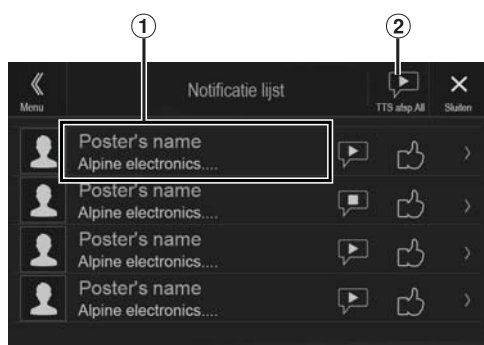 1 2
Menu Notificatie lijst TTS afsp.All Sluiten
Poster's name
Alpine electronics....
Poster's name
Alpine electronics....
Poster's name
Alpine electronics....
Poster's name
Alpine electronics....